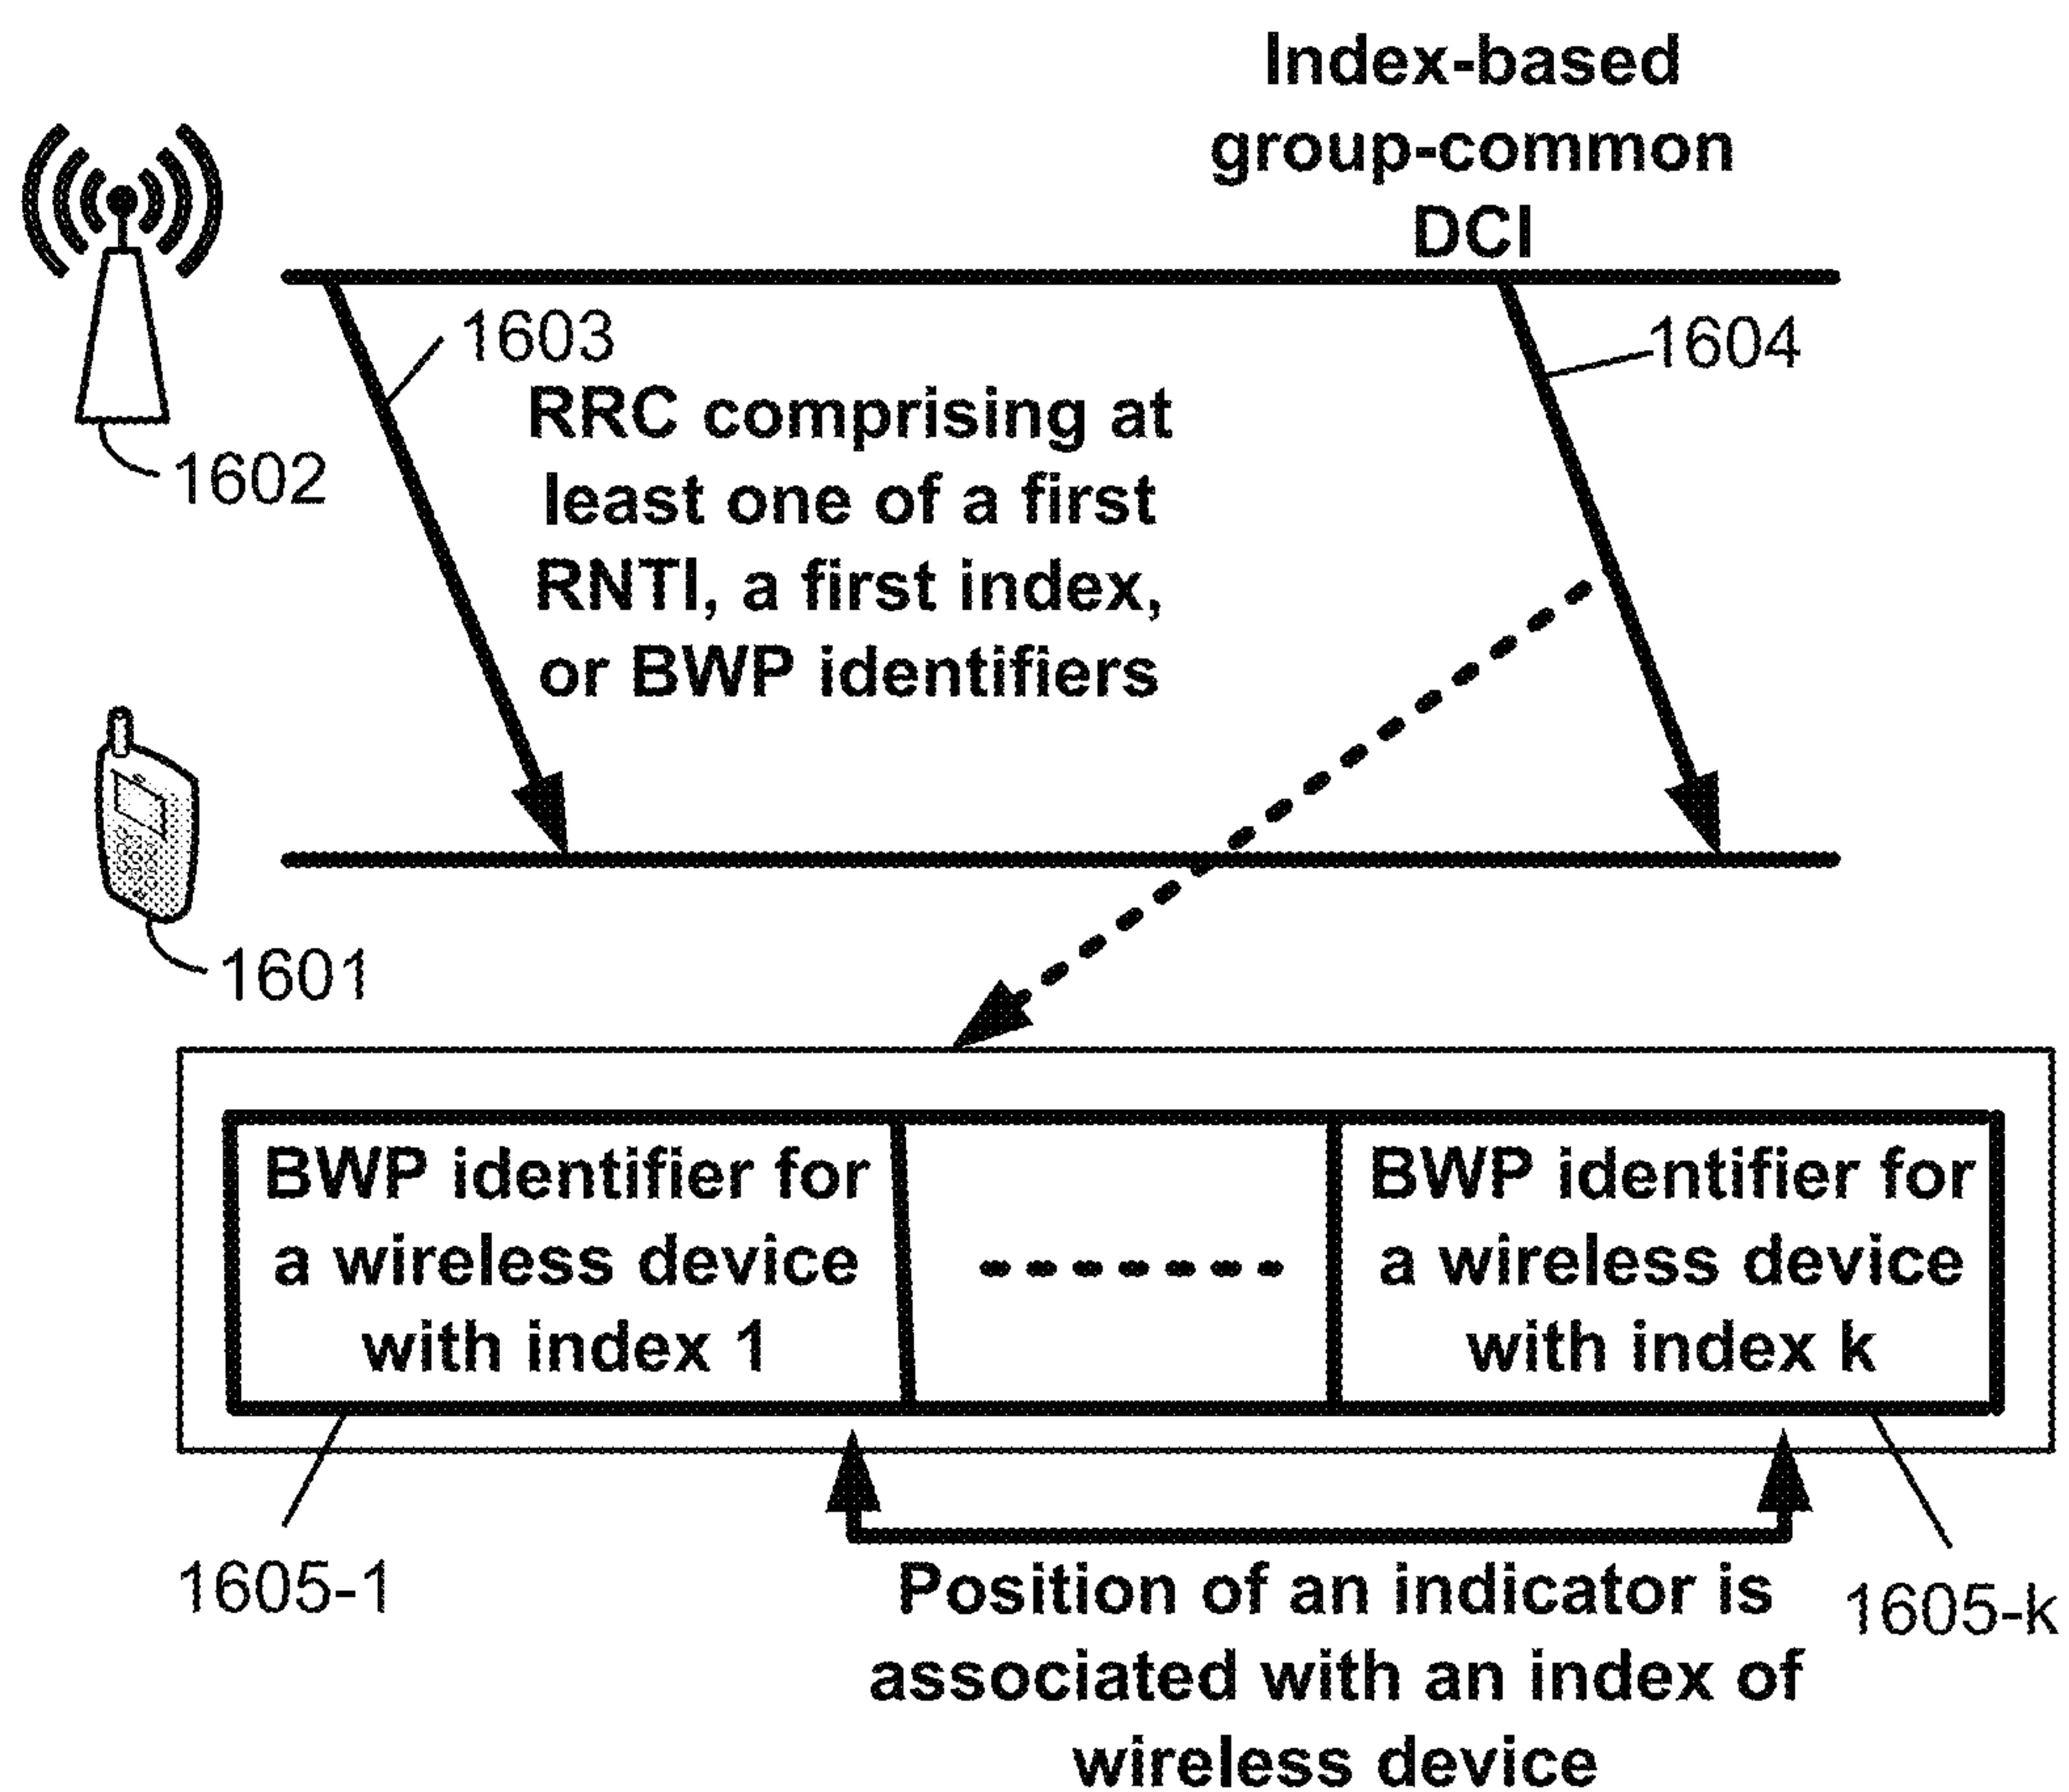 Index-based
group-common
DCI
1603
1604
RRC comprising at
least one of a first
RNTI, a first index,
or BWP identifiers
1602
1601
BWP identifier for
a wireless device
with index 1
BWP identifier for
a wireless device
with index k
1605-1
Position of an indicator is
associated with an index of
wireless device
1605-k